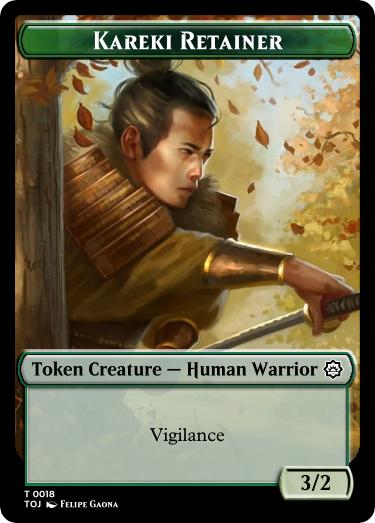 Kareki Retainer
Token Creature — Human Warrior
Vigilance
3/2
T 0018
TOJ Felipe Gaona